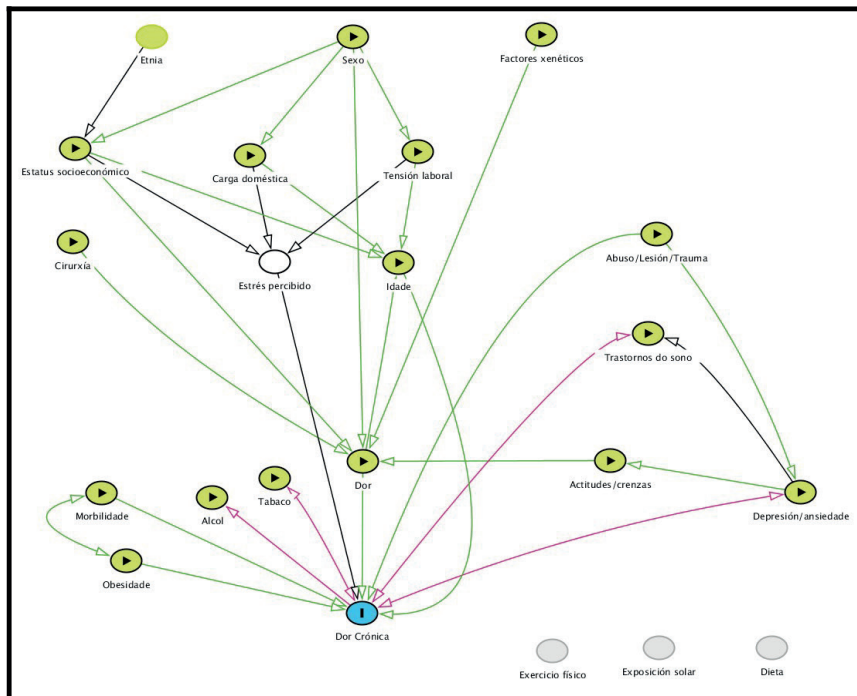 Etnia
Sexo
Factores xenéticos
Estatus socioeconómico
Carga doméstica
Tensión laboral
Cirurxía
Estrés percibido
Idade
Abuso/Lesión/Trauma
Trastornos do sono
Dor
Actitudes/crenzas
Depresión/ansiedade
Tabaco
Alcol
Morbilidade
Obesidade
Dor Crónica
Exercicio físico
Exposición solar
Dieta